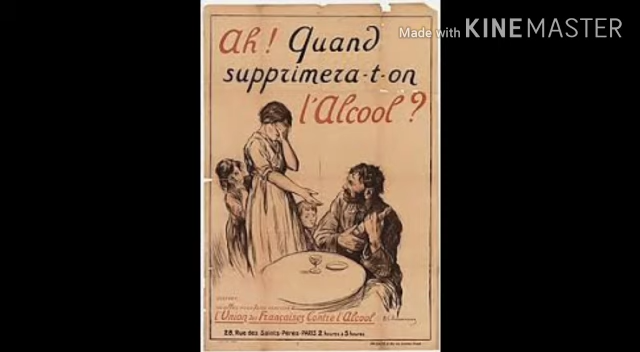 Made with KINEMASTER
Ah! Quand
supprimera-t-on
l'Alcool?
l'Union des Françaises Contre l'Alcool
28, Rue des Saints-Pères-PARIS 2 heures à 5 heures